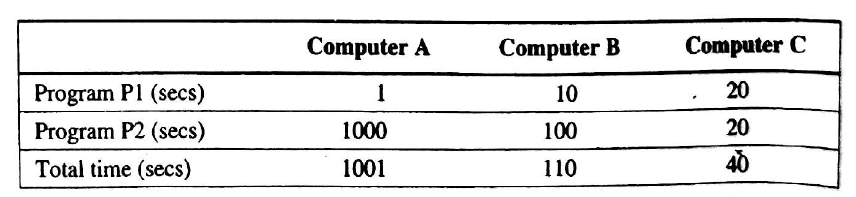 Computer A Computer B Computer C
Program P1 (secs) 1 10 20
Program P2 (secs) 1000 100 20
Total time (secs) 1001 110 40